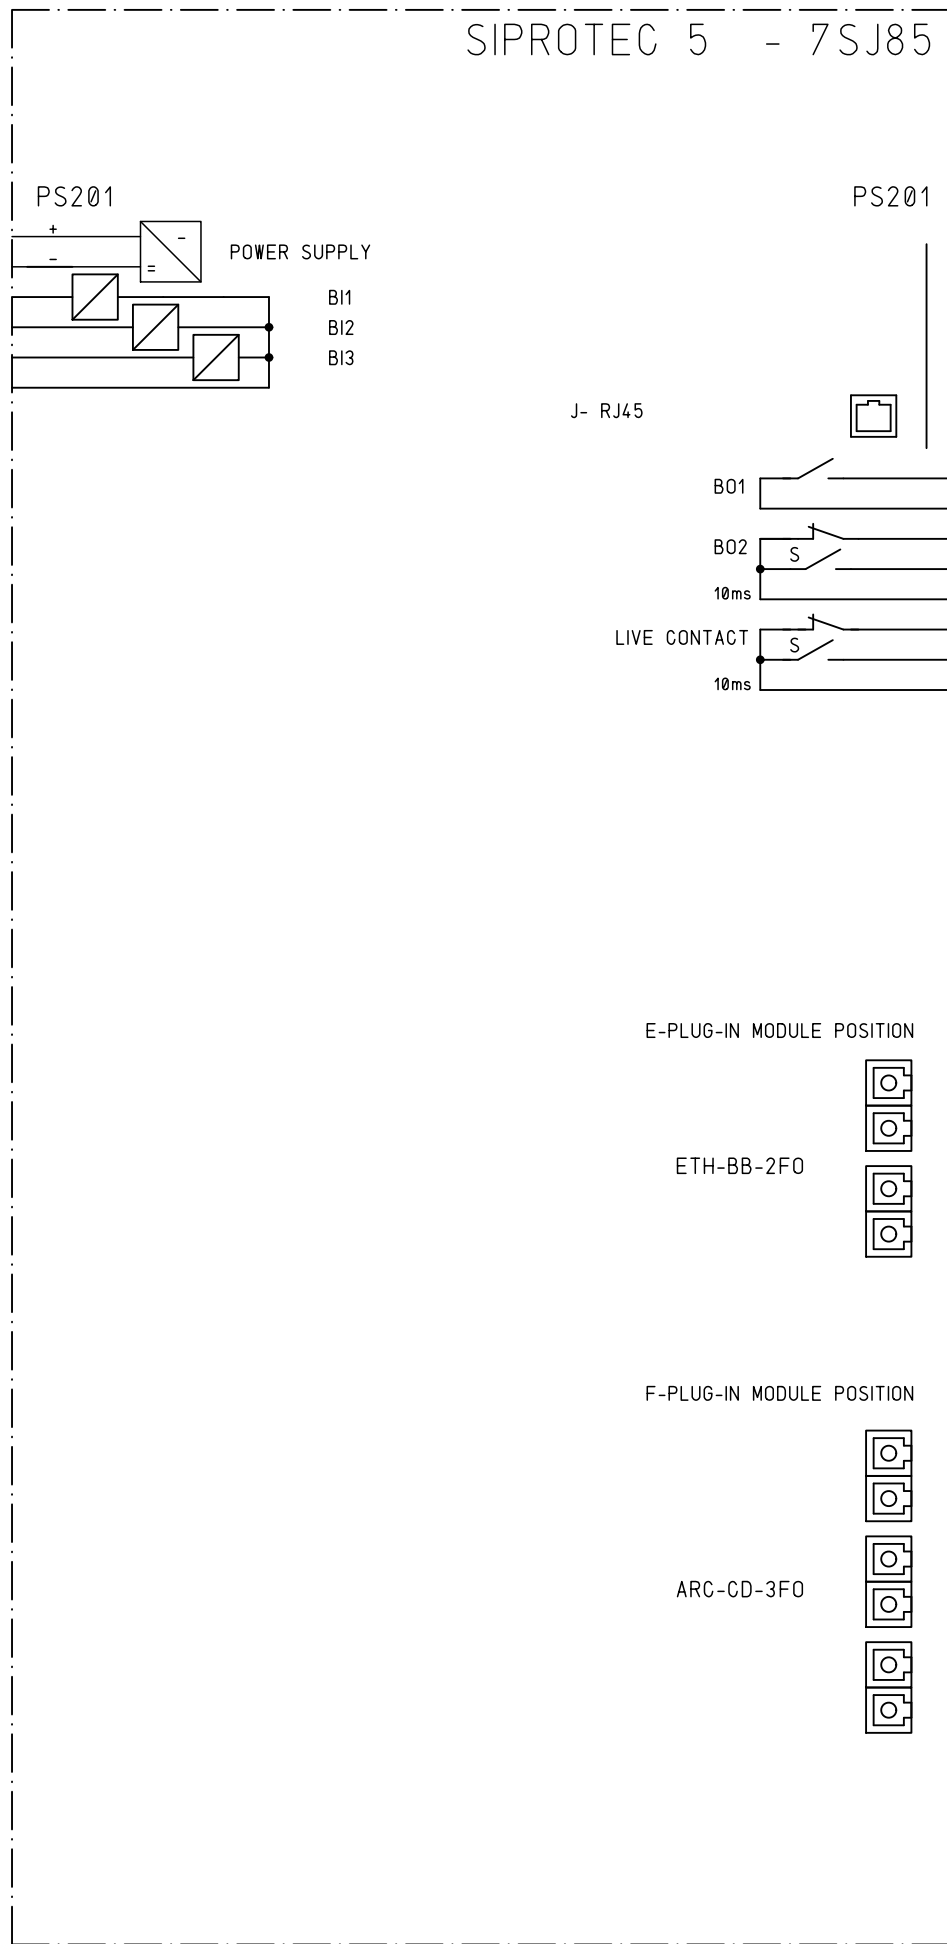 SIPROTEC 5 - 7SJ85
PS201
PS201
+
-
-
=
POWER SUPPLY
BI1
BI2
BI3
J- RJ45
BO1
BO2
S
10ms
LIVE CONTACT
S
10ms
E-PLUG-IN MODULE POSITION
ETH-BB-2FO
F-PLUG-IN MODULE POSITION
ARC-CD-3FO